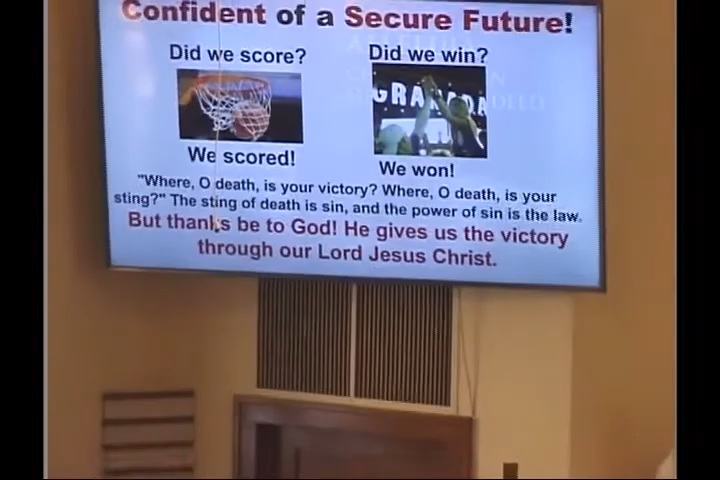 Confident of a Secure Future!
Did we score?
Did we win?
GRANADA
We scored!
We won!
"Where, O death, is your victory? Where, O death, is your
sting?" The sting of death is sin, and the power of sin is the law.
But thanks be to God! He gives us the victory
through our Lord Jesus Christ.